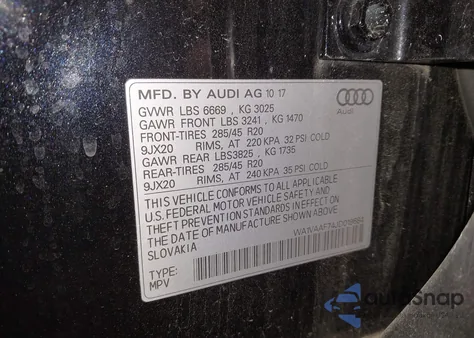 MFD. BY AUDI AG 10 17
GVWR LBS 6669 , KG 3025
GAWR FRONT LBS 3241 , KG 1470
FRONT-TIRES 285/45 R20
9JX20 RIMS, AT 220 KPA 32 PSI COLD
GAWR REAR LBS3825 , KG 1735
REAR-TIRES 285/45 R20
9JX20 RIMS, AT 240 KPA 35 PSI COLD
Audi
THIS VEHICLE CONFORMS TO ALL APPLICABLE
U.S. FEDERAL MOTOR VEHICLE SAFETY AND
THEFT PREVENTION STANDARDS IN EFFECT ON
THE DATE OF MANUFACTURE SHOWN ABOVE
SLOVAKIA
TYPE:
MPV
autoSnap